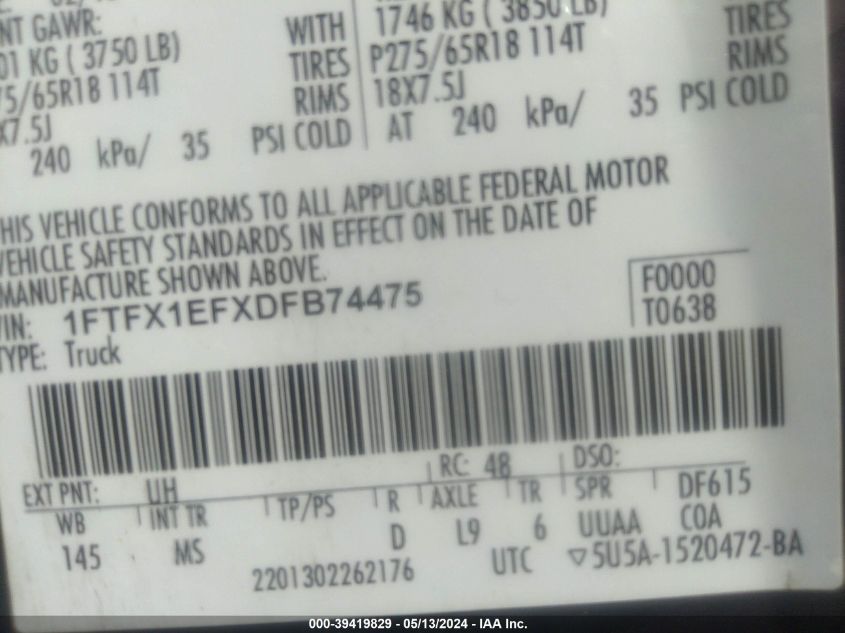 NT GAWR:
01 KG ( 3750 LB) WITH
75/65R18 114T TIRES
X7.5J RIMS
240 kPa/ 35 PSI COLD
1746 KG ( 3850 LB)
P275/65R18 114T TIRES
18X7.5J RIMS
AT 240 kPa/ 35 PSI COLD
THIS VEHICLE CONFORMS TO ALL APPLICABLE FEDERAL MOTOR
VEHICLE SAFETY STANDARDS IN EFFECT ON THE DATE OF
MANUFACTURE SHOWN ABOVE.
VIN: 1FTFX1EFXDFB74475
F0000
T0638
TYPE: Truck
EXT PNT: UH RC: 48 DSO:
WB INT TR TP/PS R AXLE TR SPR DF615
145 MS D L9 6 UUAA COA
2201302262176 UTC ▽5U5A-1520472-BA
000-39419829 - 05/13/2024 - IAA Inc.